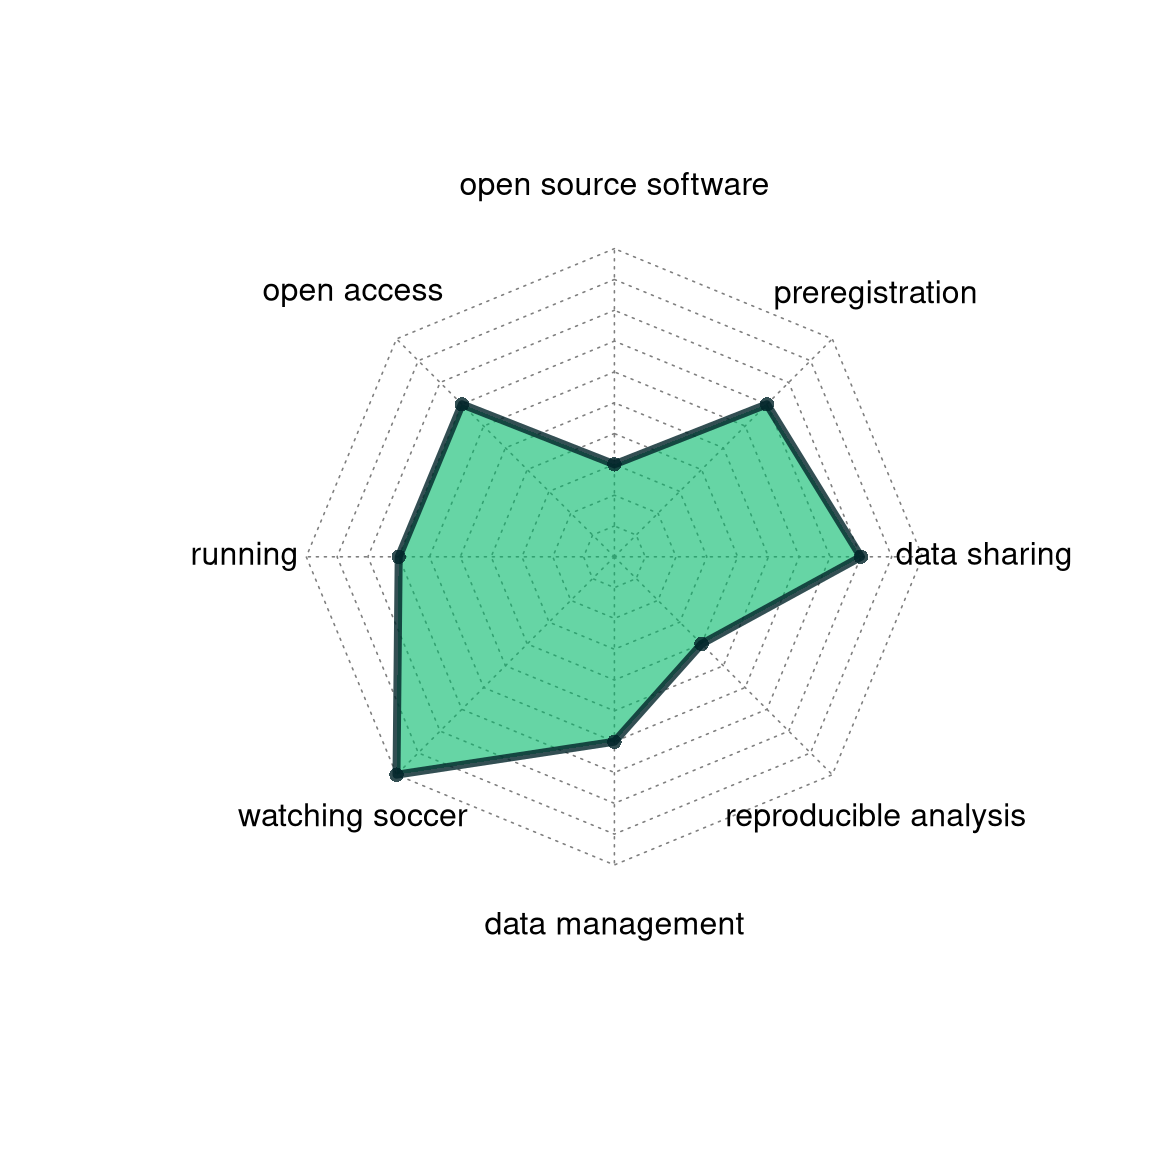 open source software
open access
preregistration
running
data sharing
watching soccer
reproducible analysis
data management